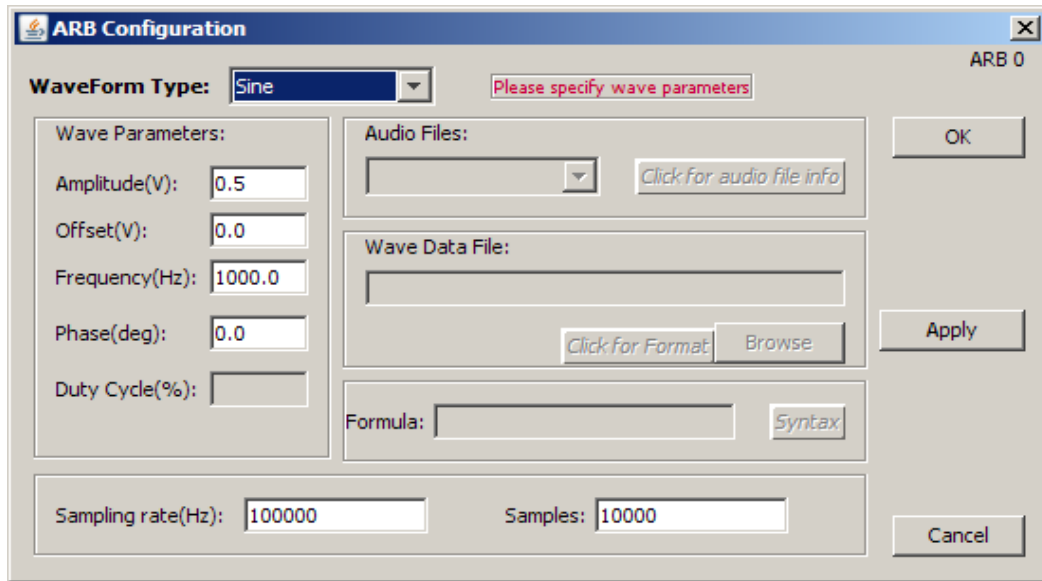 ARB Configuration
ARB 0
WaveForm Type: Sine
Please specify wave parameters
Wave Parameters:
Amplitude(V): 0.5
Offset(V): 0.0
Frequency(Hz): 1000.0
Phase(deg): 0.0
Duty Cycle(%):
Audio Files:
Click for audio file info
Wave Data File:
Click for Format
Browse
Formula:
Syntax
Sampling rate(Hz): 100000
Samples: 10000
OK
Apply
Cancel